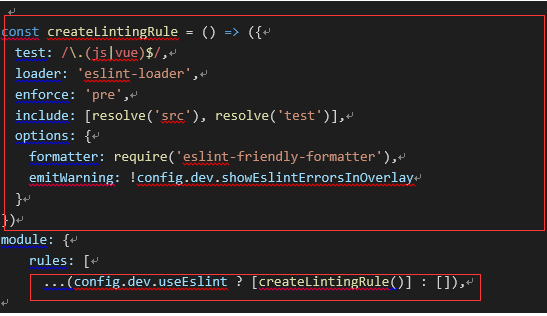 const createLintingRule = () => ({
test: /\.(js|vue)$/,
loader: 'eslint-loader',
enforce: 'pre',
include: [resolve('src'), resolve('test')],
options: {
formatter: require('eslint-friendly-formatter'),
emitWarning: !config.dev.showEslintErrorsInOverlay
}
})
module: {
rules: [
...(config.dev.useEslint ? [createLintingRule()] : []),